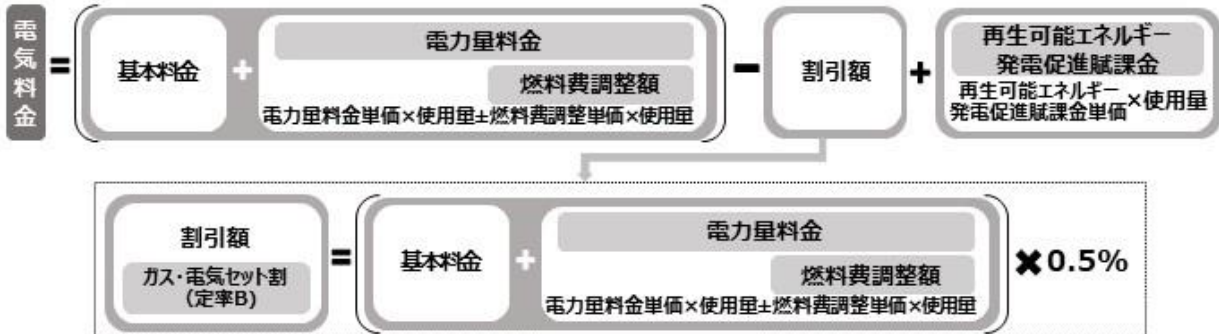 電気料金
=
基本料金
+
電力量料金
燃料費調整額
電力量料金単価×使用量±燃料費調整単価×使用量
-
割引額
+
再生可能エネルギー
発電促進賦課金
再生可能エネルギー
発電促進賦課金単価
×使用量
割引額
ガス・電気セット割
(定率B)
=
基本料金
+
電力量料金
燃料費調整額
電力量料金単価×使用量±燃料費調整単価×使用量
×0.5%